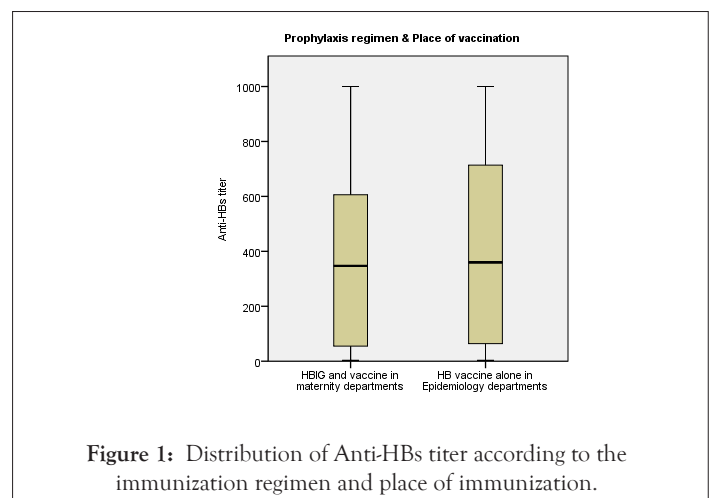 Prophylaxis regimen & Place of vaccination
1000
800
600
400
200
0
Anti-HBs titer
HBIG and vaccine in
maternity departments
HB vaccine alone in
Epidemiology departments
Figure 1: Distribution of Anti-HBs titer according to the
immunization regimen and place of immunization.